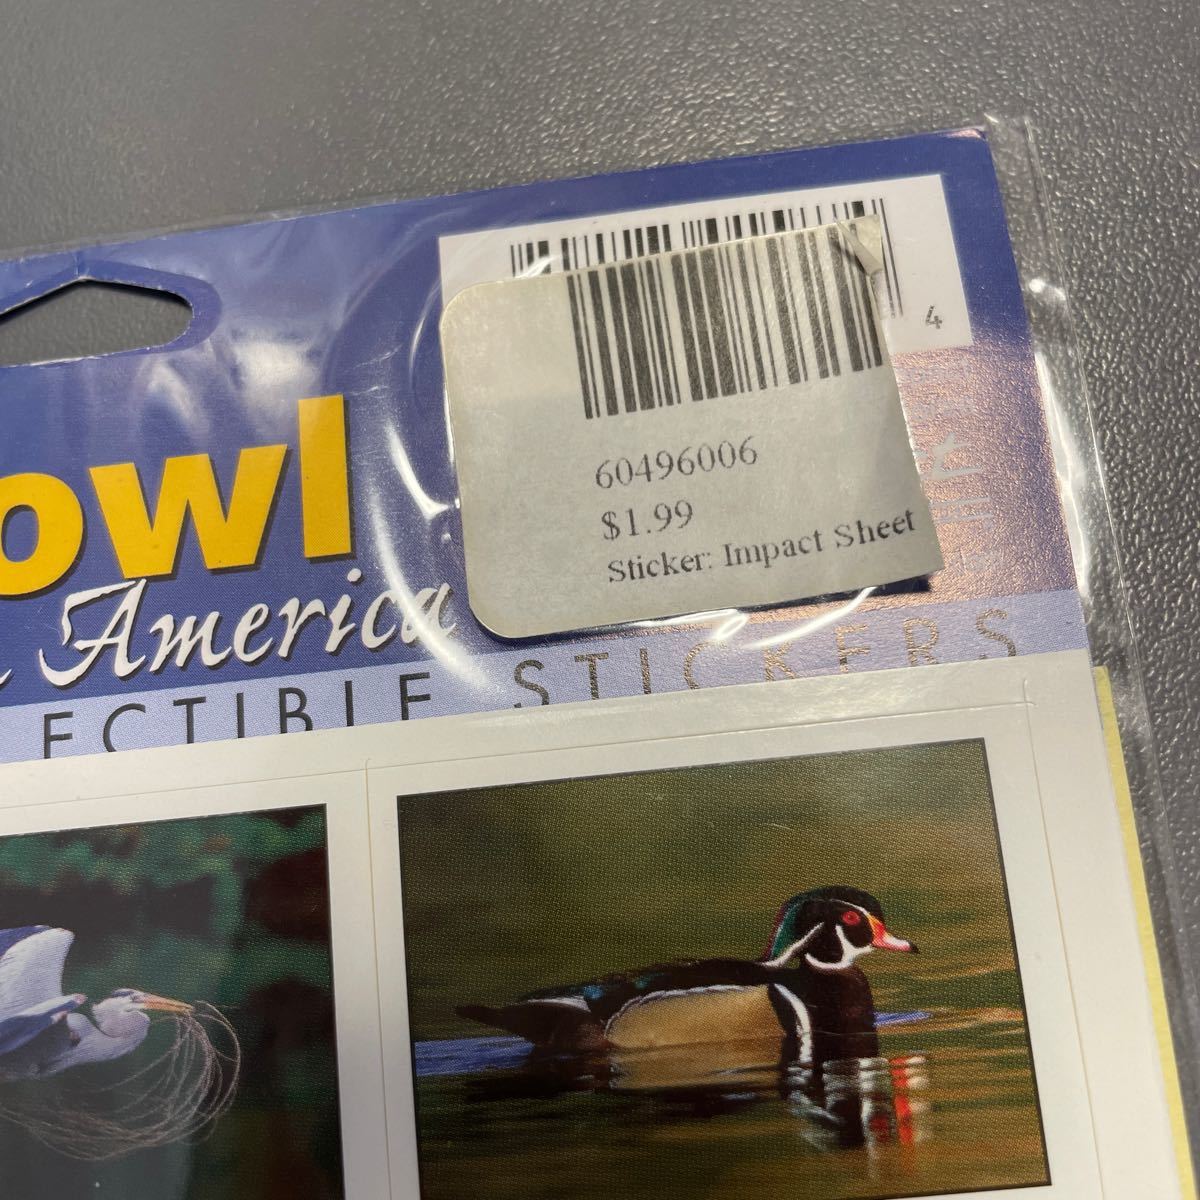 4
60496006
$1.99
Sticker: Impact Sheet
owl
America
ECTIBLE STICKERS